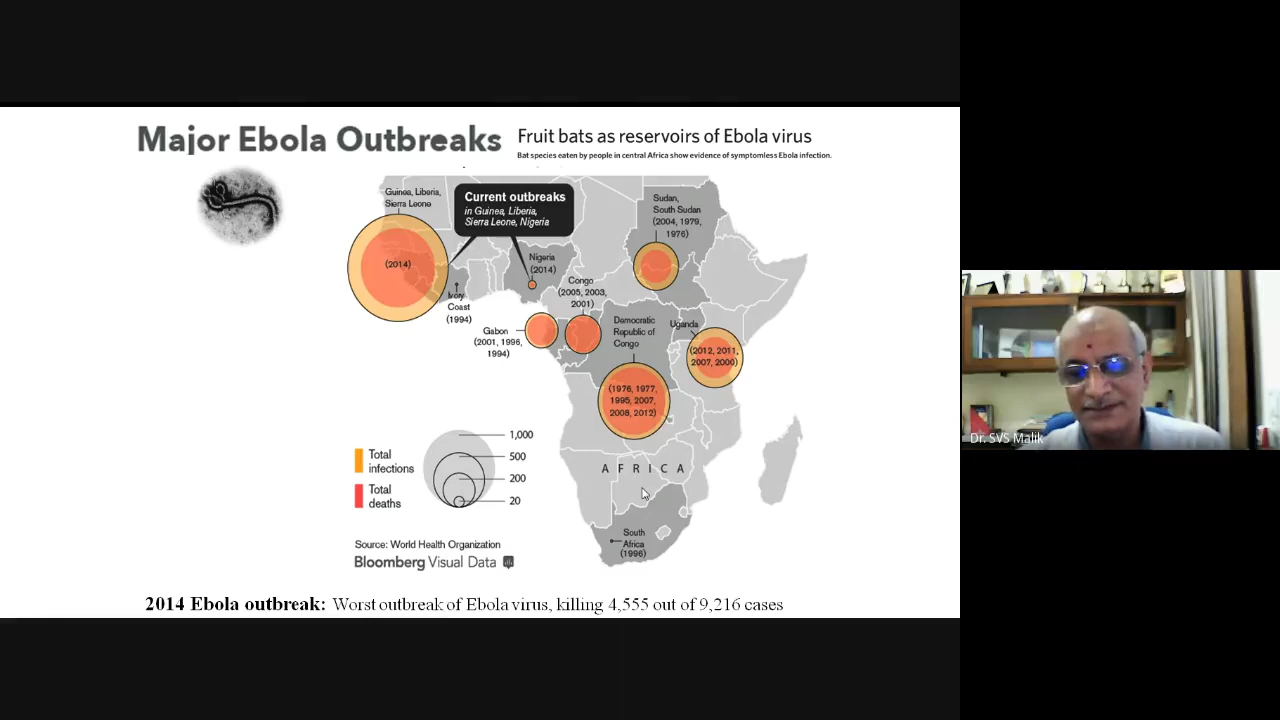 Major Ebola Outbreaks
Fruit bats as reservoirs of Ebola virus
Bat species eaten by people in central Africa show evidence of symptomless Ebola infection.
Guinea, Liberia,
Sierra Leone
(2014)
Current outbreaks
in Guinea, Liberia,
Sierra Leone, Nigeria
Sudan,
South Sudan
(2004, 1979,
1976)
Nigeria
(2014)
Ivory
Coast
(1994)
Congo
(2005, 2003,
2001)
Gabon
(2001, 1996,
1994)
Democratic
Republic of
Congo
(1976, 1977,
1995, 2007,
2008, 2012)
Uganda
(2012, 2011,
2007, 2000)
Total
infections
Total
deaths
1,000
500
200
20
AFRICA
South
Africa
(1996)
Source: World Health Organization
Bloomberg Visual Data
2014 Ebola outbreak: Worst outbreak of Ebola virus, killing 4,555 out of 9,216 cases
Dr. SVS Malik